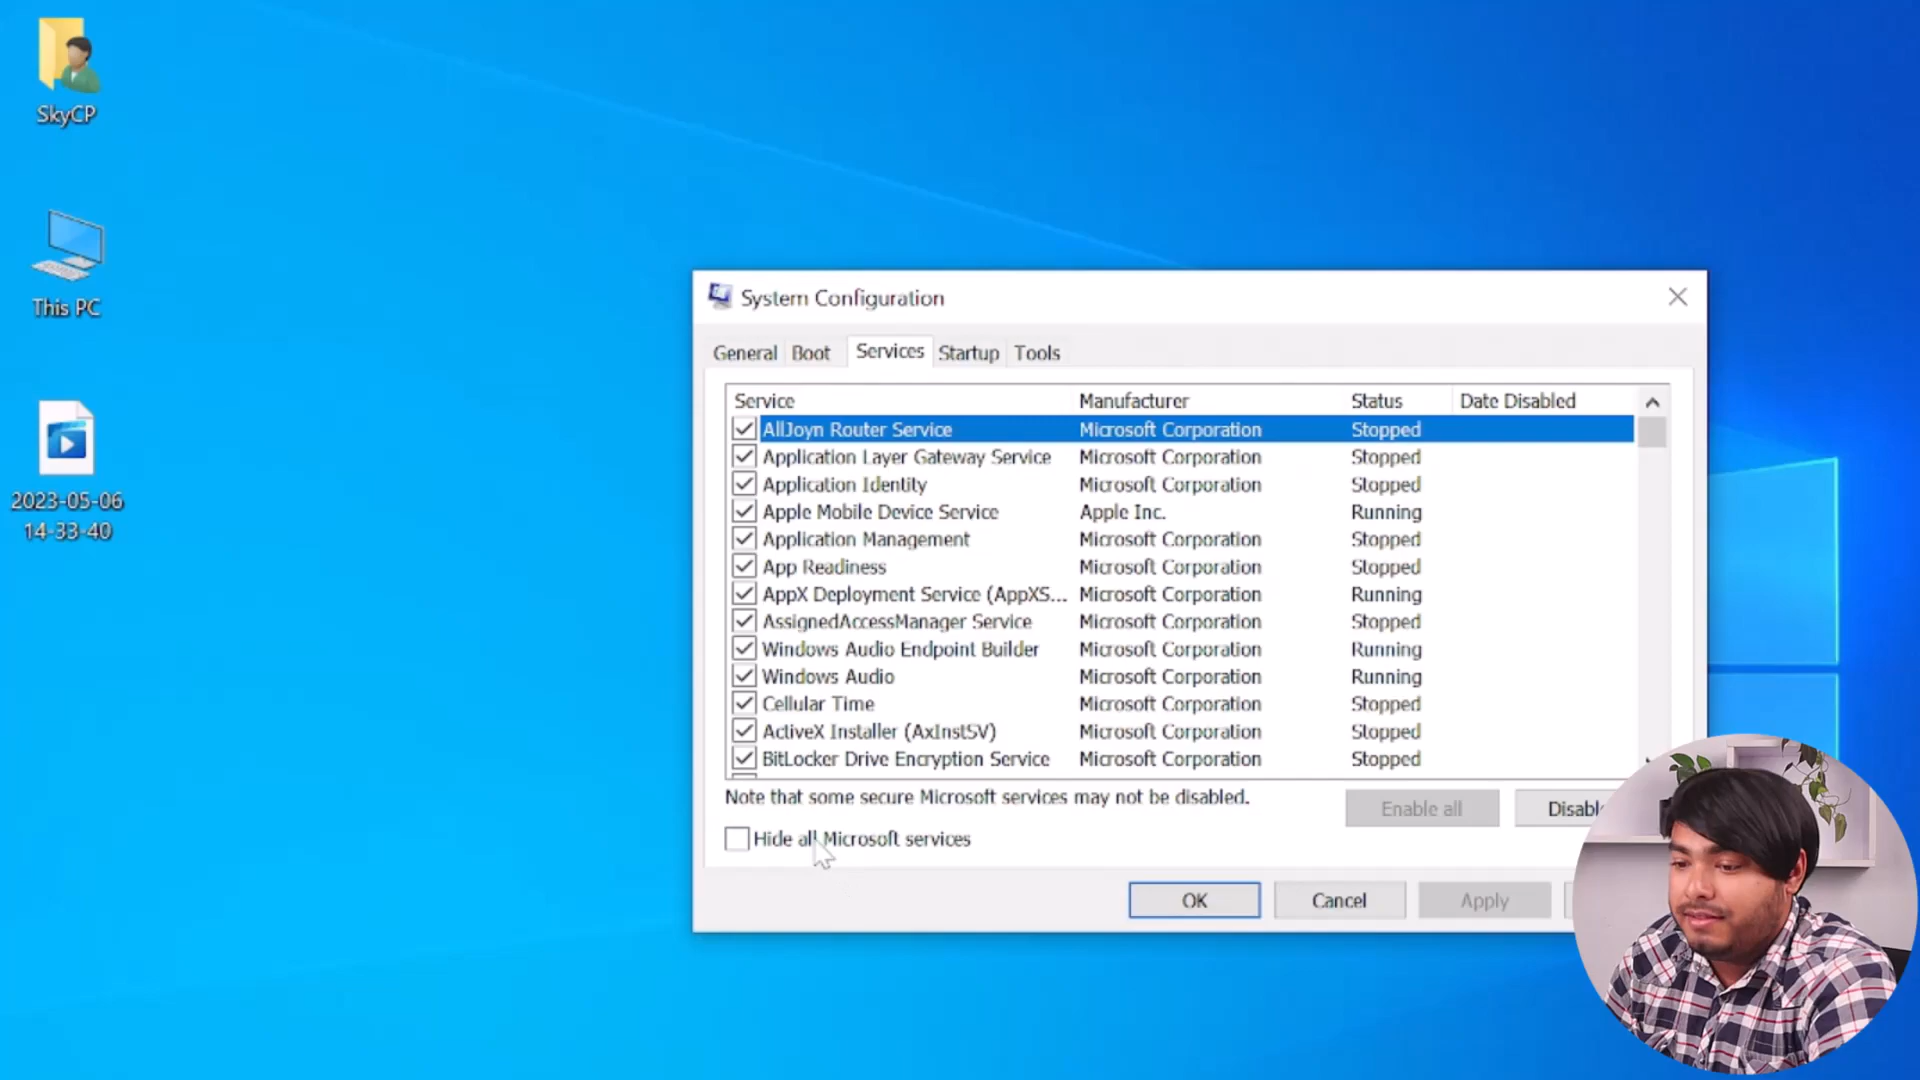 SkyCP
This PC
2023-05-06
14-33-40
System Configuration
General Boot Services Startup Tools
Service Manufacturer Status Date Disabled
AllJoyn Router Service Microsoft Corporation Stopped
Application Layer Gateway Service Microsoft Corporation Stopped
Application Identity Microsoft Corporation Stopped
Apple Mobile Device Service Apple Inc. Running
Application Management Microsoft Corporation Stopped
App Readiness Microsoft Corporation Stopped
AppX Deployment Service (AppXS... Microsoft Corporation Running
AssignedAccessManager Service Microsoft Corporation Stopped
Windows Audio Endpoint Builder Microsoft Corporation Running
Windows Audio Microsoft Corporation Running
Cellular Time Microsoft Corporation Stopped
ActiveX Installer (AxInstSV) Microsoft Corporation Stopped
BitLocker Drive Encryption Service Microsoft Corporation Stopped
Note that some secure Microsoft services may not be disabled.
Enable all Disabl
Hide all Microsoft services
OK Cancel Apply